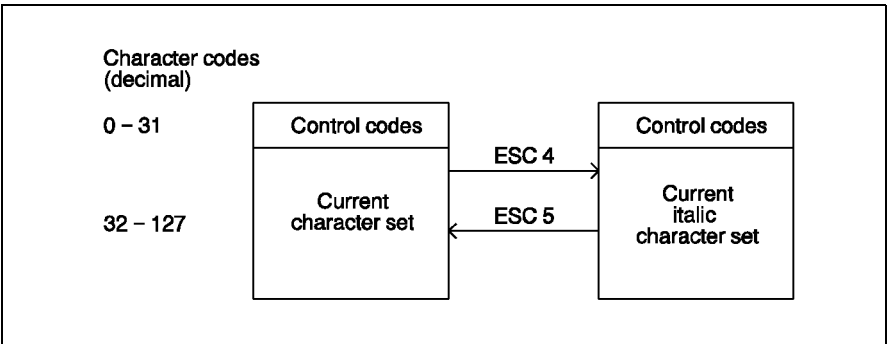 Character codes
(decimal)
0 – 31
Control codes
Control codes
ESC 4
Current
character set
Current
italic
character set
32 – 127
ESC 5